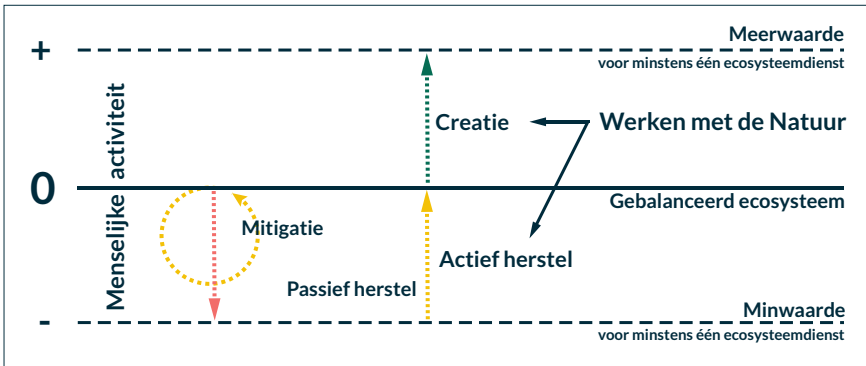 Meerwaarde
+
voor minstens één ecosysteemdienst
Menselijke activiteit
Creatie
Werken met de Natuur
0
Gebalanceerd ecosysteem
Mitigatie
Actief herstel
Passief herstel
Minwaarde
-
voor minstens één ecosysteemdienst